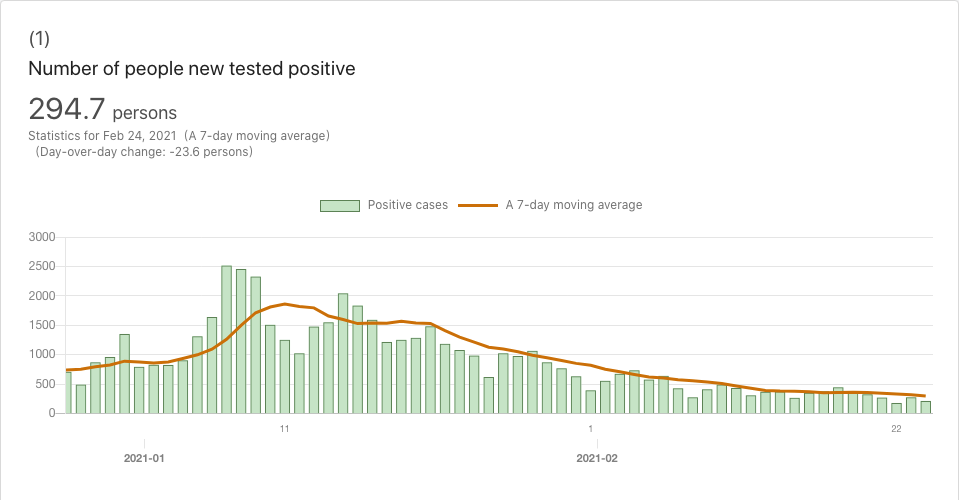 (1)
Number of people new tested positive
294.7 persons
Statistics for Feb 24, 2021 (A 7-day moving average)
(Day-over-day change: -23.6 persons)
Positive cases A 7-day moving average
3000
2500
2000
1500
1000
500
0
11 1 22
2021-01 2021-02